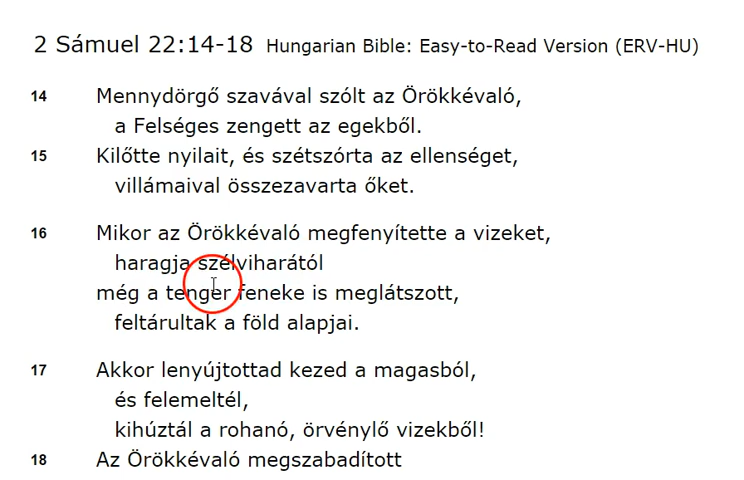 2 Sámuel 22:14-18 Hungarian Bible: Easy-to-Read Version (ERV-HU)
14 Mennydörgő szavával szólt az Örökkévaló,
a Felséges zengett az egekből.
15 Kilőtte nyilait, és szétszórta az ellenséget,
villámaival összezavarta őket.
16 Mikor az Örökkévaló megfenyítette a vizeket,
haragja szélviharától
még a tenger feneke is meglátszott,
feltárultak a föld alapjai.
17 Akkor lenyújtottad kezed a magasból,
és felemeltél,
kihúztál a rohanó, örvénylő vizekből!
18 Az Örökkévaló megszabadított